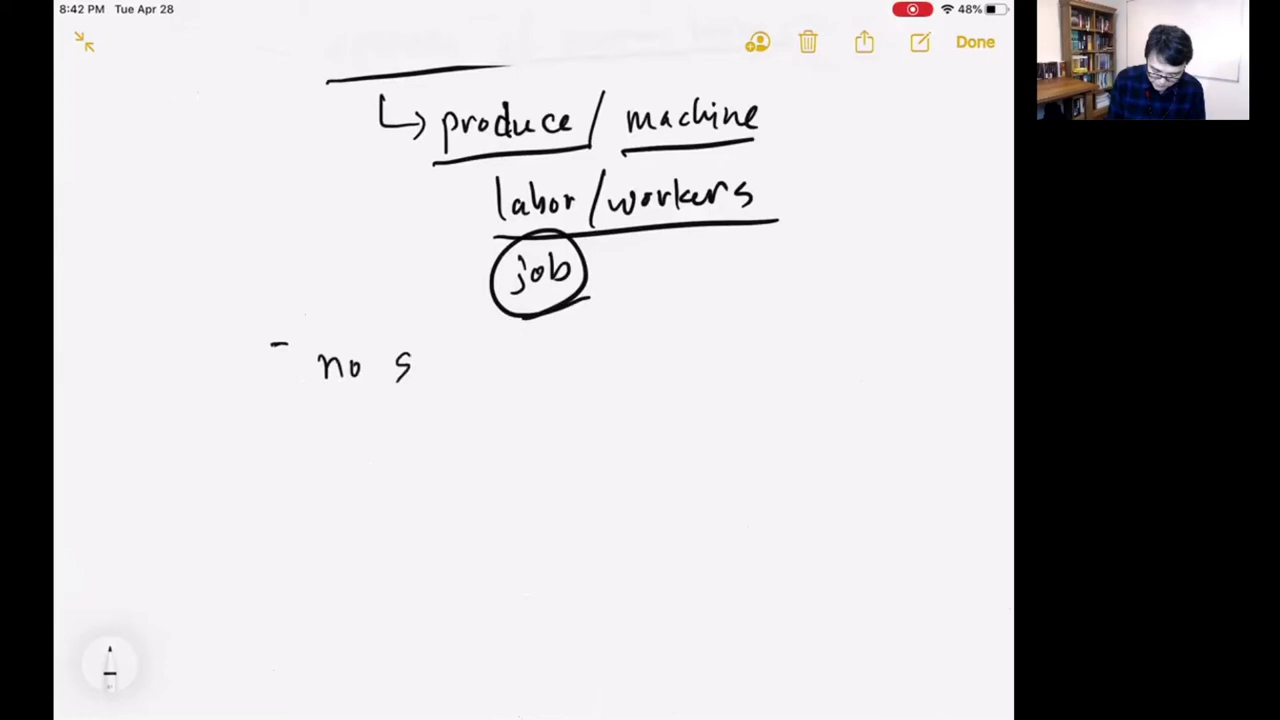 8:42 PM Tue Apr 28 48%
Done
produce / machine
labor / workers
job
- no s